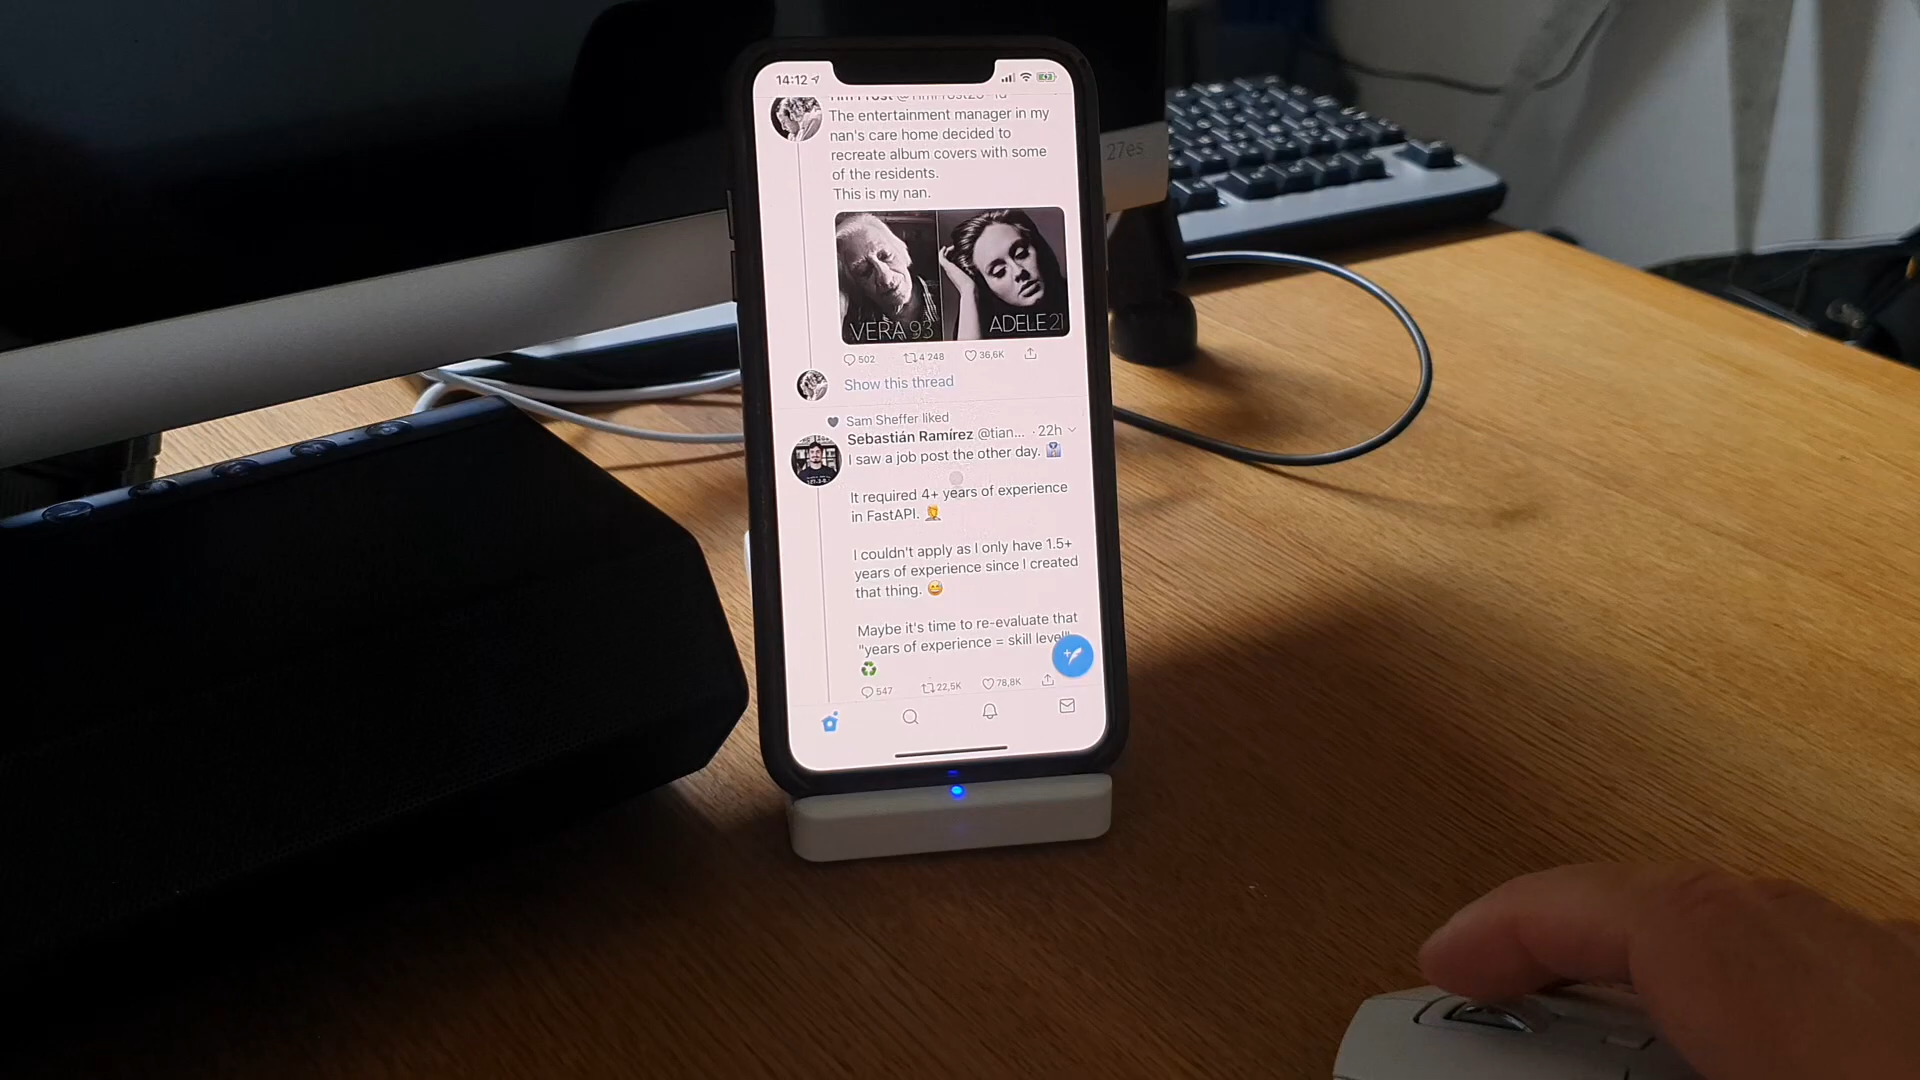 14:12
The entertainment manager in my
nan's care home decided to
recreate album covers with some
of the residents.
This is my nan.
VERA 93
ADELE 21
502
4 248
36,6K
Show this thread
Sam Sheffer liked
Sebastián Ramírez @tian... · 22h
I saw a job post the other day.
It required 4+ years of experience
in FastAPI.
I couldn't apply as I only have 1.5+
years of experience since I created
that thing.
Maybe it's time to re-evaluate that
"years of experience = skill level".
547
22,5K
78,8K
27es